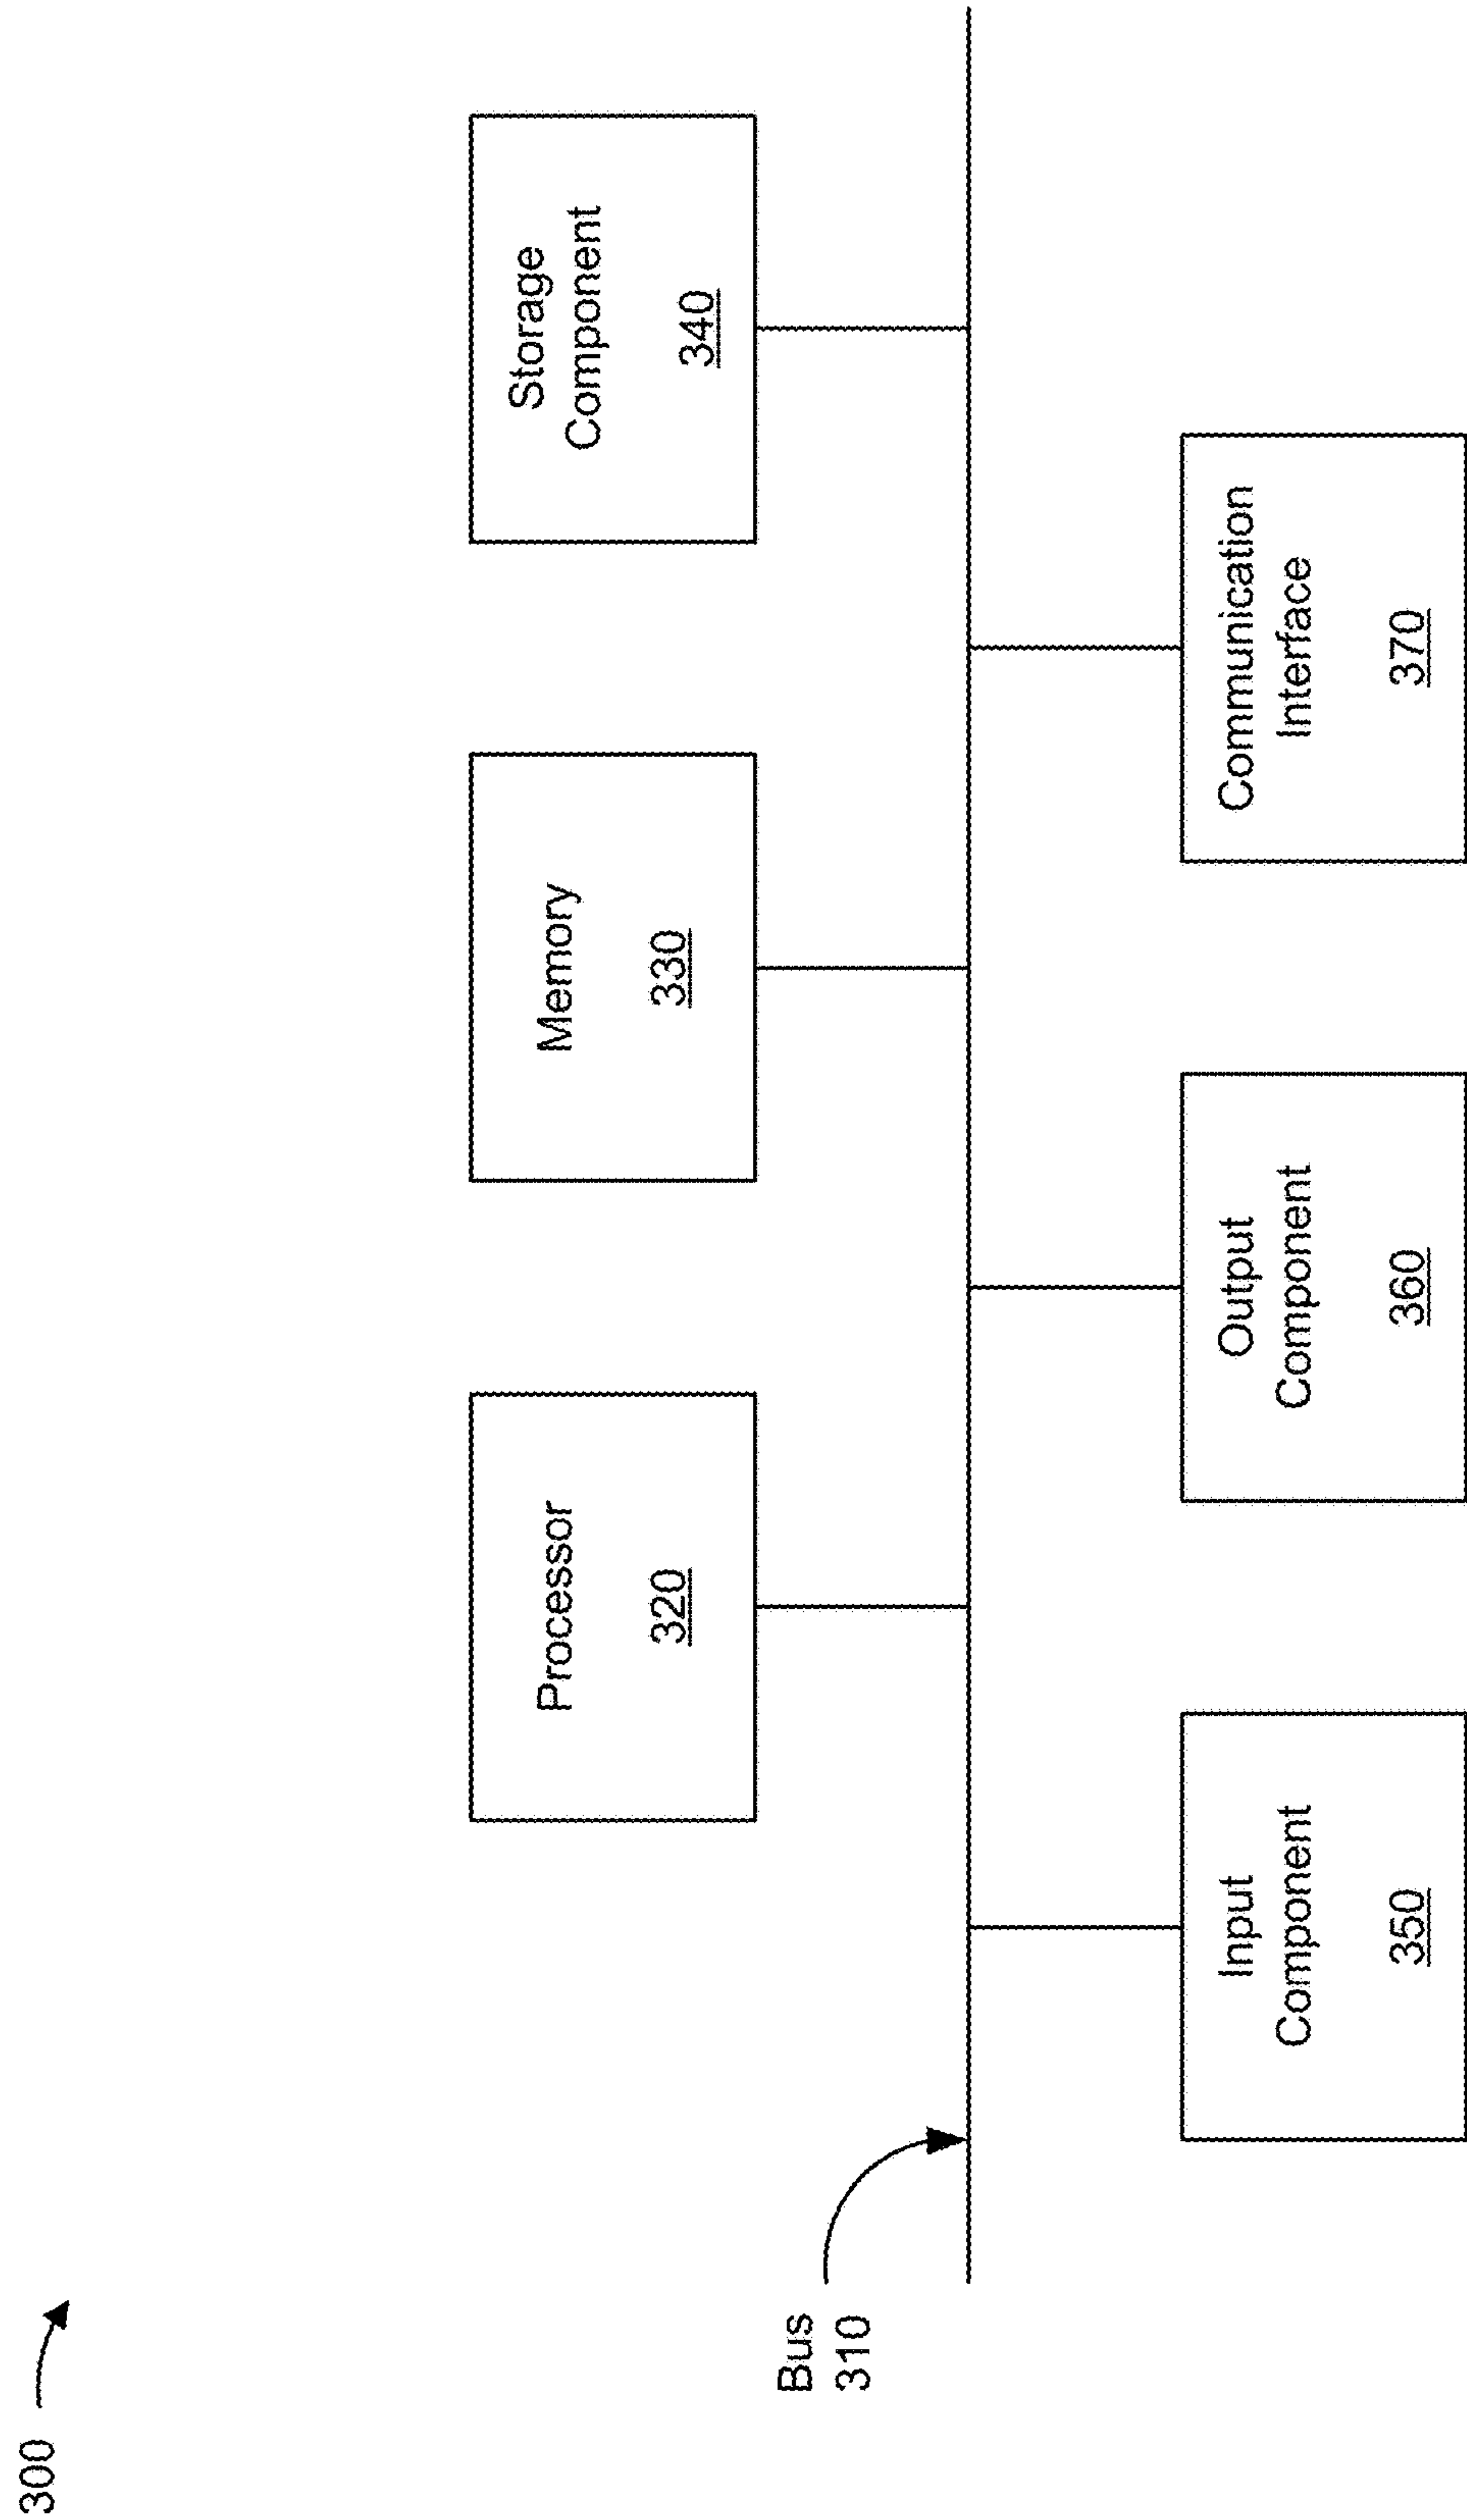 300
Processor
320
Memory
330
Storage
Component
340
Bus
310
Input
Component
350
Output
Component
360
Communication
Interface
370